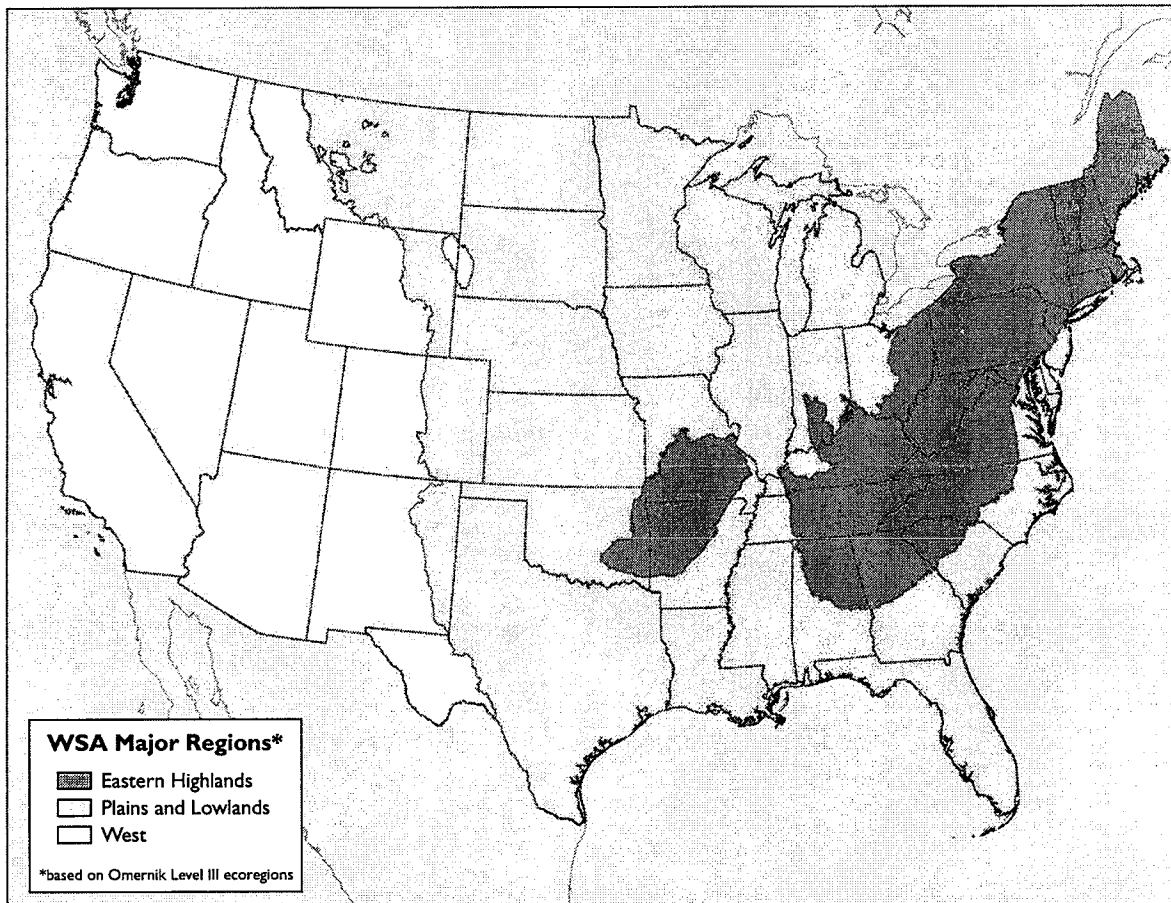 WSA Major Regions*
Eastern Highlands
Plains and Lowlands
West
*based on Omernik Level III ecoregions